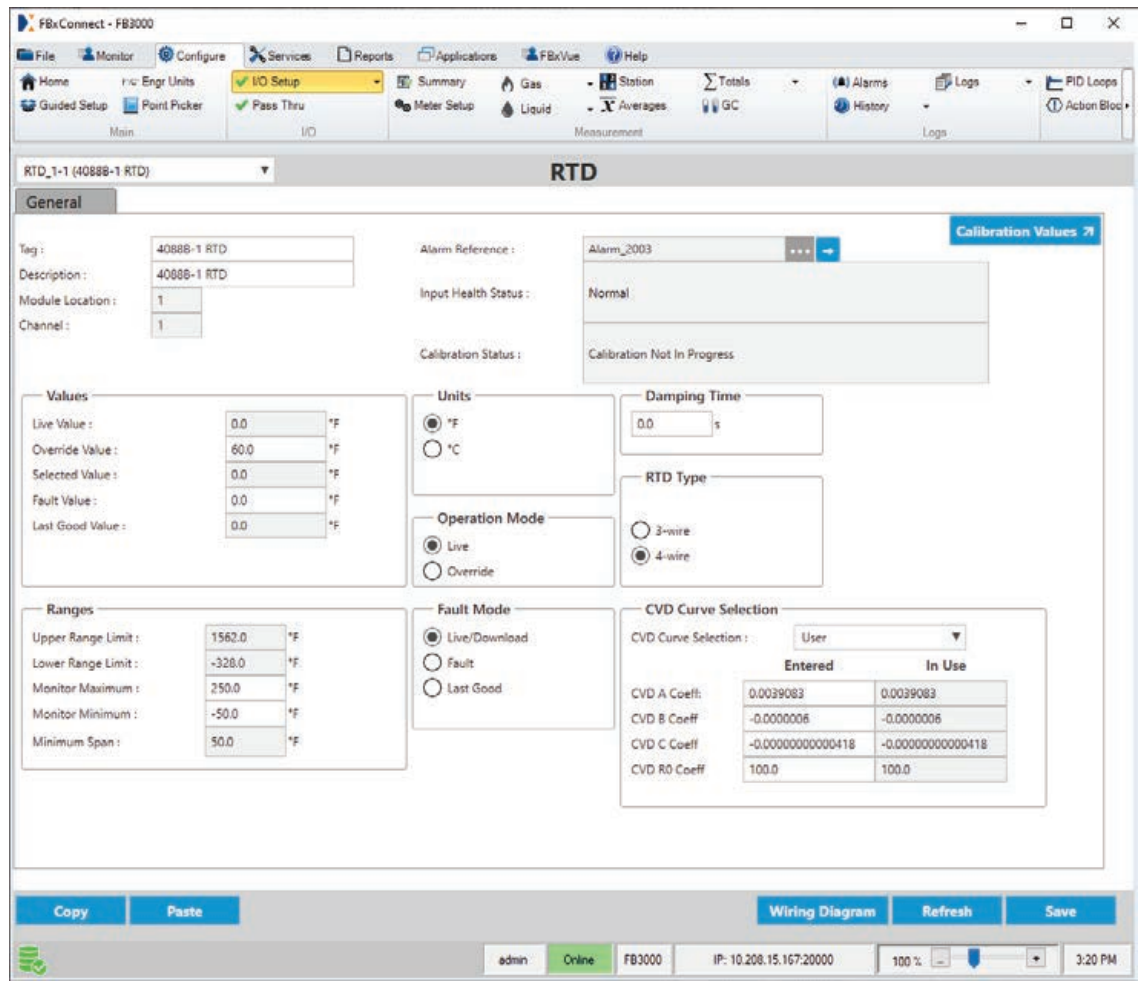 FBxConnect - FB3000
File Monitor Configure Services Reports Applications FBxVue Help
Home Engr Units I/O Setup Summary Gas Station Totals Alarms Logs PID Loops
Guided Setup Point Picker Pass Thru Meter Setup Liquid Averages GC History Action Bloc
Main I/O Measurement Logs
RTD_1-1 (4088B-1 RTD) RTD
General
Calibration Values
Tag : 4088B-1 RTD Alarm Reference : Alarm_2003 ...
Description : 4088B-1 RTD
Module Location : 1 Input Health Status : Normal
Channel : 1
Calibration Status : Calibration Not In Progress
Values Units Damping Time
Live Value : 0.0 °F °F 0.0 s
Override Value : 60.0 °F °C
Selected Value : 0.0 °F RTD Type
Fault Value : 0.0 °F
Last Good Value : 0.0 °F Operation Mode 3-wire
Live 4-wire
Override
Ranges Fault Mode CVD Curve Selection
Upper Range Limit : 1562.0 °F Live/Download CVD Curve Selection : User
Lower Range Limit : -328.0 °F Fault Entered In Use
Monitor Maximum : 250.0 °F Last Good CVD A Coeff: 0.0039083 0.0039083
Monitor Minimum : -50.0 °F CVD B Coeff -0.0000006 -0.0000006
Minimum Span : 50.0 °F CVD C Coeff -0.00000000000418 -0.00000000000418
CVD R0 Coeff 100.0 100.0
Copy Paste Wiring Diagram Refresh Save
admin Online FB3000 IP: 10.208.15.167:20000 100 % - + 3:20 PM